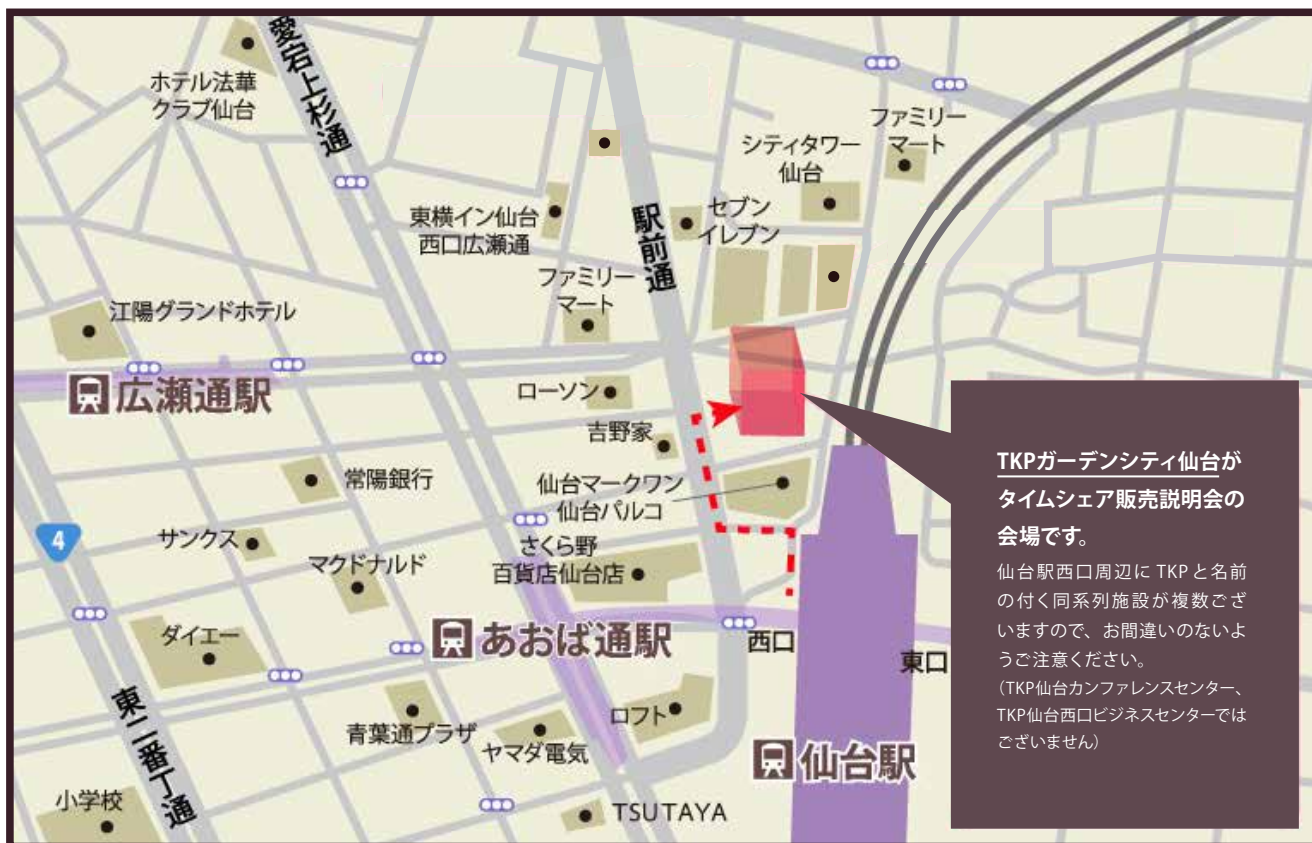 愛宕上杉通
ホテル法華
クラブ仙台
ファミリー
マート
シティタワー
仙台
東横イン仙台
西口広瀬通
駅前通
セブン
イレブン
ファミリー
マート
江陽グランドホテル
広瀬通駅
ローソン
吉野家
常陽銀行
仙台マークワン
仙台パルコ
4
サンクス
マクドナルド
さくら野
百貨店仙台店
ダイエー
あおば通駅
西口
東口
東二番丁通
青葉通プラザ
ヤマダ電気
ロフト
仙台駅
小学校
TSUTAYA
TKPガーデンシティ仙台が
タイムシェア販売説明会の
会場です。
仙台駅西口周辺に TKP と名前
の付く同系列施設が複数ござ
いますので、お間違いのないよ
うご注意ください。
(TKP仙台カンファレンスセンター、
TKP仙台西口ビジネスセンターでは
ございません)